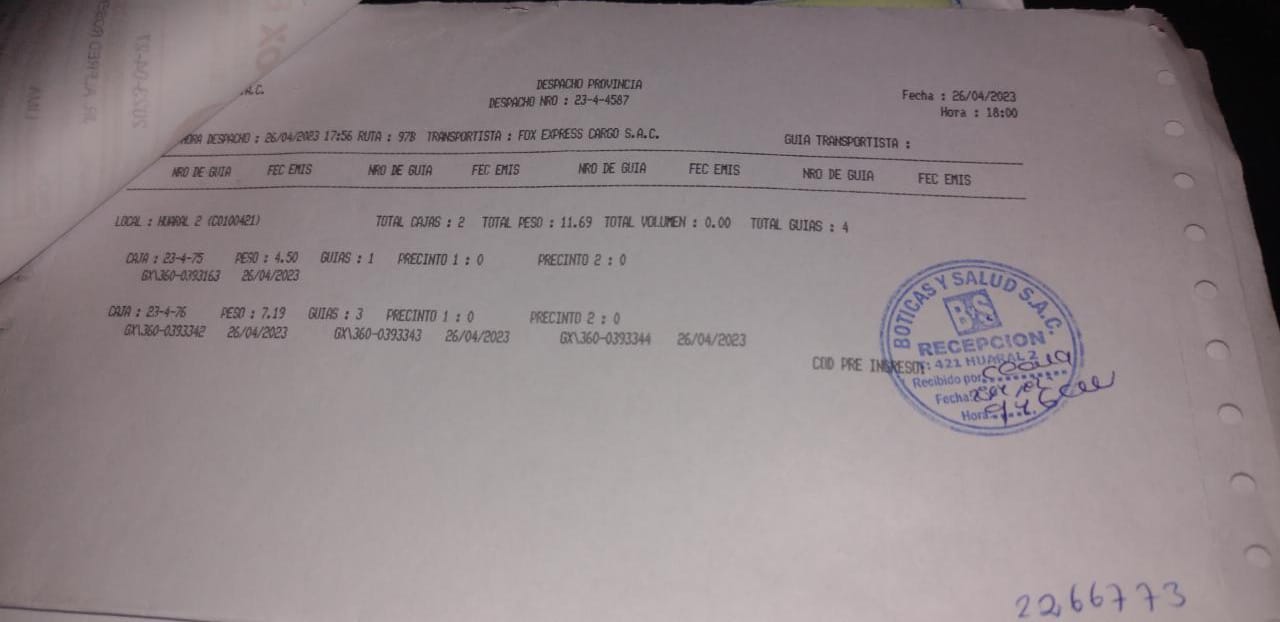 .A.C.
DESPACHO PROVINCIA
DESPACHO NRO : 23-4-4587
Fecha : 26/04/2023
Hora : 18:00
HORA DESPACHO : 26/04/2023 17:56 RUTA : 97B TRANSPORTISTA : FOX EXPRESS CARGO S.A.C. GUIA TRANSPORTISTA :
NRO DE GUIA FEC EMIS NRO DE GUIA FEC EMIS NRO DE GUIA FEC EMIS NRO DE GUIA FEC EMIS
LOCAL : HUARAL 2 (CO100421) TOTAL CAJAS : 2 TOTAL PESO : 11.69 TOTAL VOLUMEN : 0.00 TOTAL GUIAS : 4
CAJA : 23-4-75 PESO : 4.50 GUIAS : 1 PRECINTO 1 : 0 PRECINTO 2 : 0
GX\360-0393163 26/04/2023
CAJA : 23-4-76 PESO : 7.19 GUIAS : 3 PRECINTO 1 : 0 PRECINTO 2 : 0
GX\360-0393342 26/04/2023 GX\360-0393343 26/04/2023 GX\360-0393344 26/04/2023
COD PRE INGRESO :
BOTICAS Y SALUD S.A.C.
BS
RECEPCION
421 HUARAL 2
Recibido por:
Fecha:
Hora:
2266773
2023-04-27
LIMA